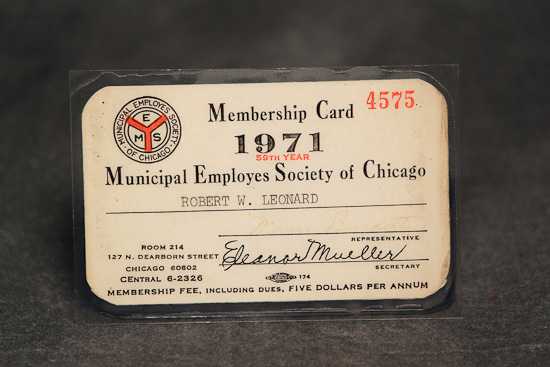 Membership Card
4575
1971
59TH YEAR
Municipal Employes Society of Chicago
MUNICIPAL EMPLOYES SOCIETY
OF CHICAGO
E
M S
ROBERT W. LEONARD
REPRESENTATIVE
ROOM 214
127 N. DEARBORN STREET
CHICAGO 60602
CENTRAL 6-2326
Eleanor Mueller
SECRETARY
174
MEMBERSHIP FEE, INCLUDING DUES, FIVE DOLLARS PER ANNUM